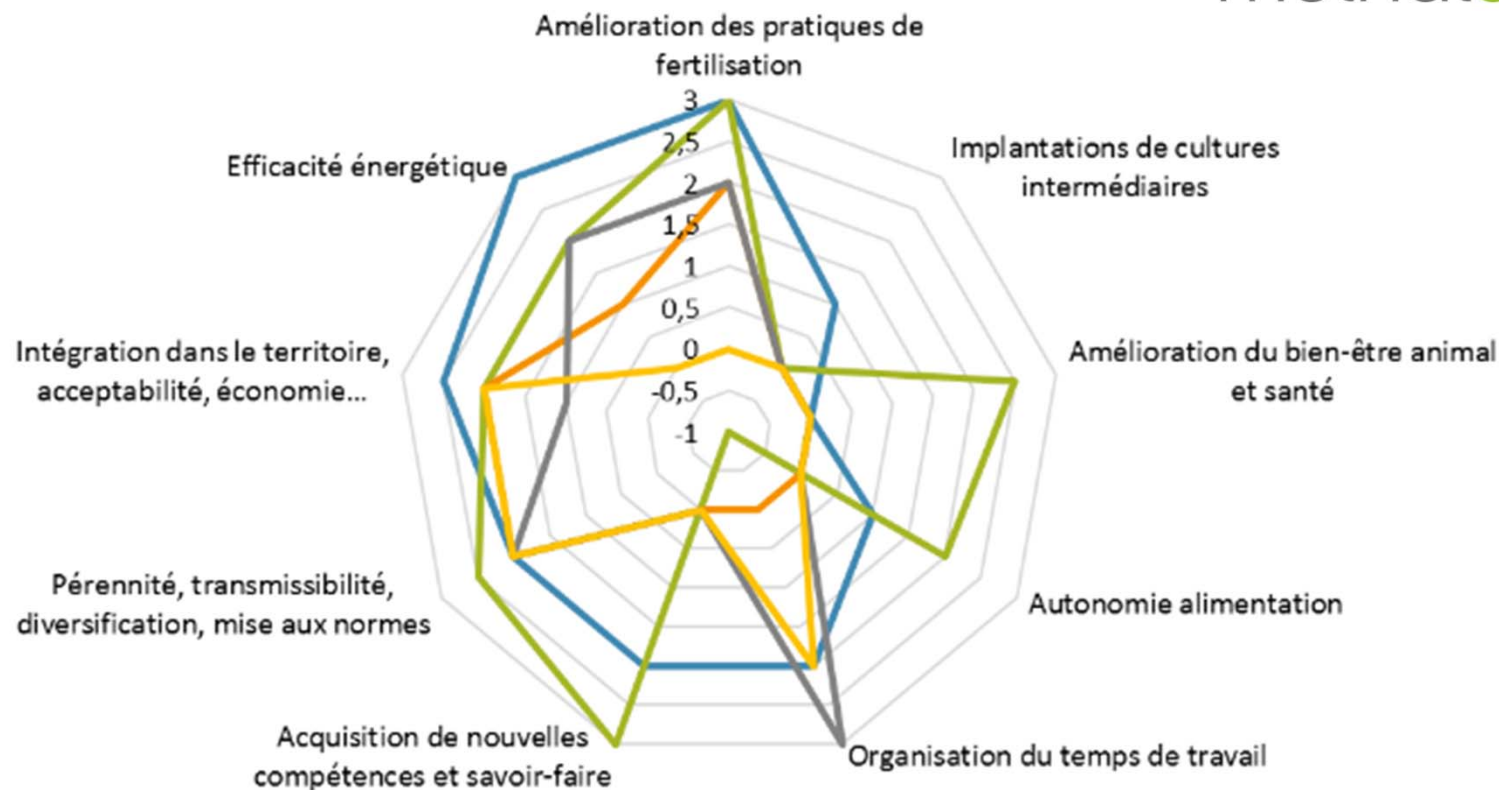 Amélioration des pratiques de
fertilisation
3
2,5
2
1,5
1
0,5
0
-0,5
-1
Implantations de cultures
intermédiaires
Amélioration du bien-être animal
et santé
Autonomie alimentation
Organisation du temps de travail
Acquisition de nouvelles
compétences et savoir-faire
Pérennité, transmissibilité,
diversification, mise aux normes
Intégration dans le territoire,
acceptabilité, économie...
Efficacité énergétique